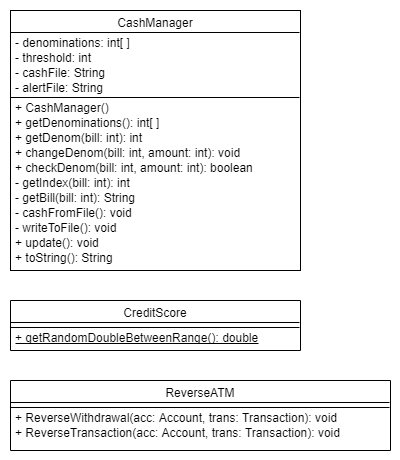 CashManager
- denominations: int[ ]
- threshold: int
- cashFile: String
- alertFile: String
+ CashManager()
+ getDenominations(): int[ ]
+ getDenom(bill: int): int
+ changeDenom(bill: int, amount: int): void
+ checkDenom(bill: int, amount: int): boolean
- getIndex(bill: int): int
- getBill(bill: int): String
- cashFromFile(): void
- writeToFile(): void
+ update(): void
+ toString(): String
CreditScore
+ getRandomDoubleBetweenRange(): double
ReverseATM
+ ReverseWithdrawal(acc: Account, trans: Transaction): void
+ ReverseTransaction(acc: Account, trans: Transaction): void